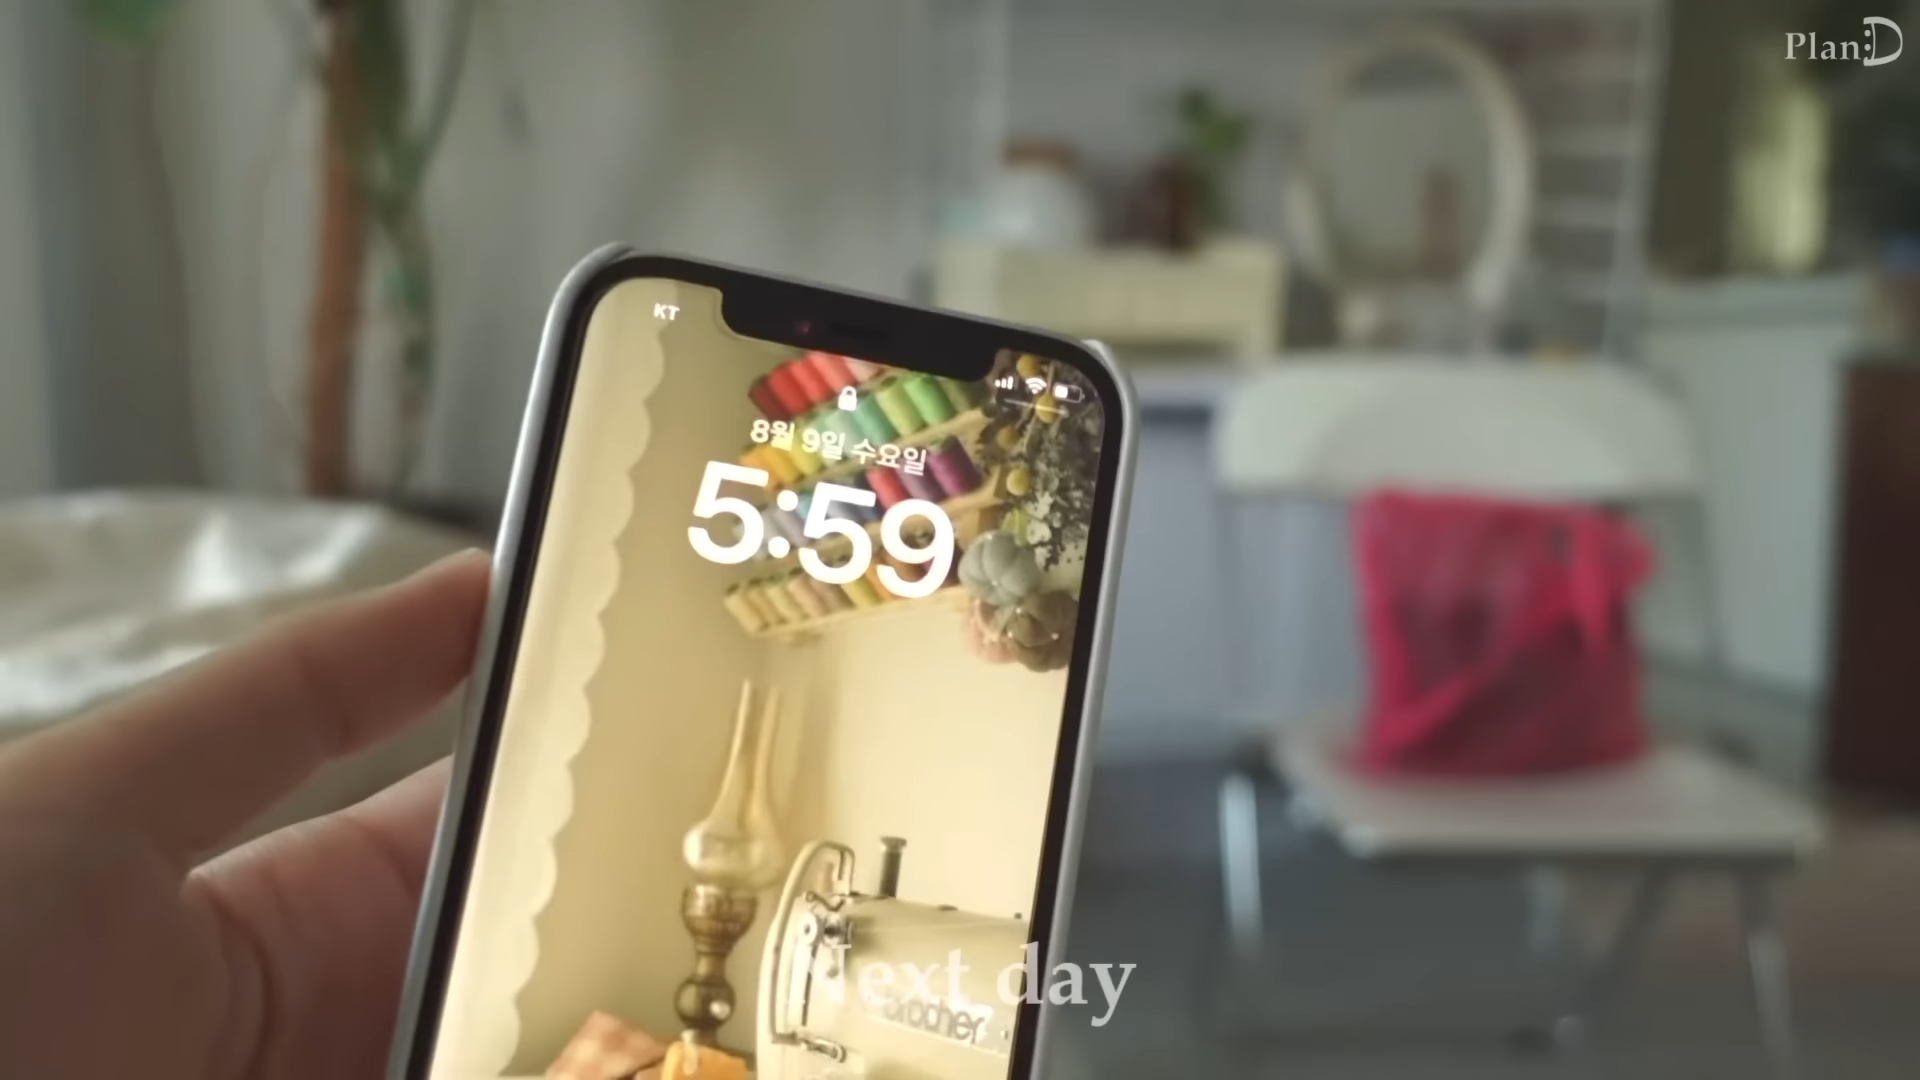 Plan:D
KT
8월 9일 수요일
5:59
Next day
brother